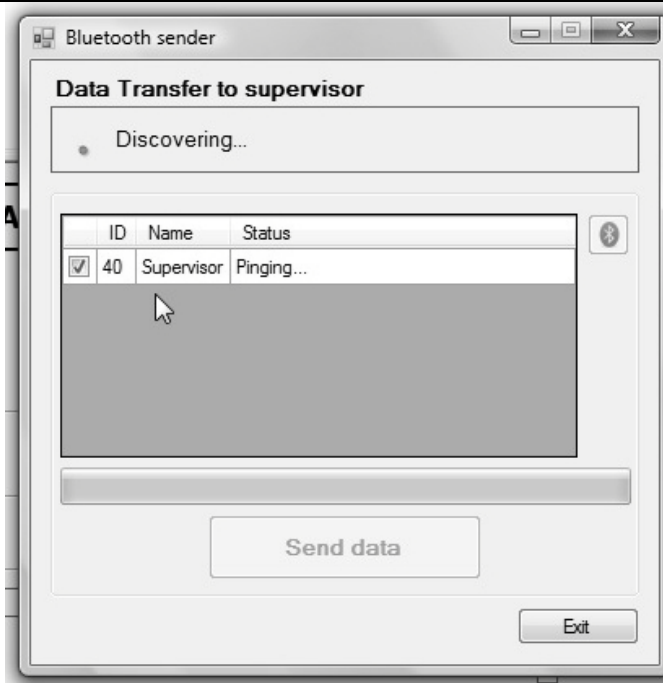 Bluetooth sender
Data Transfer to supervisor
Discovering...
ID Name Status
40 Supervisor Pinging...
Send data
Exit